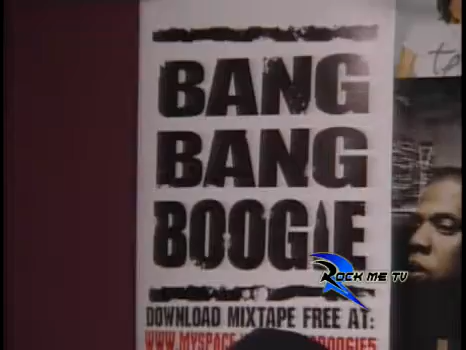 BANG
BANG
BOOGIE
ROCK ME TV
DOWNLOAD MIXTAPE FREE AT: